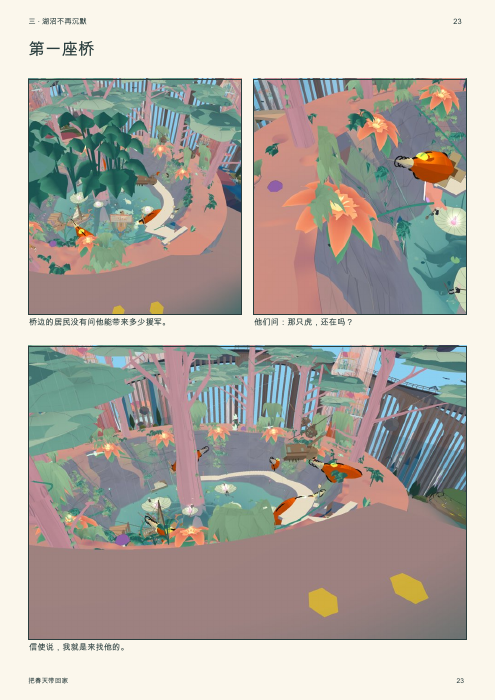 三 · 湖沼不再沉默
23
第一座桥
桥边的居民没有问他能带来多少援军。
他们问：那只虎，还在吗？
信使说，我就是来找他的。
把春天带回家
23